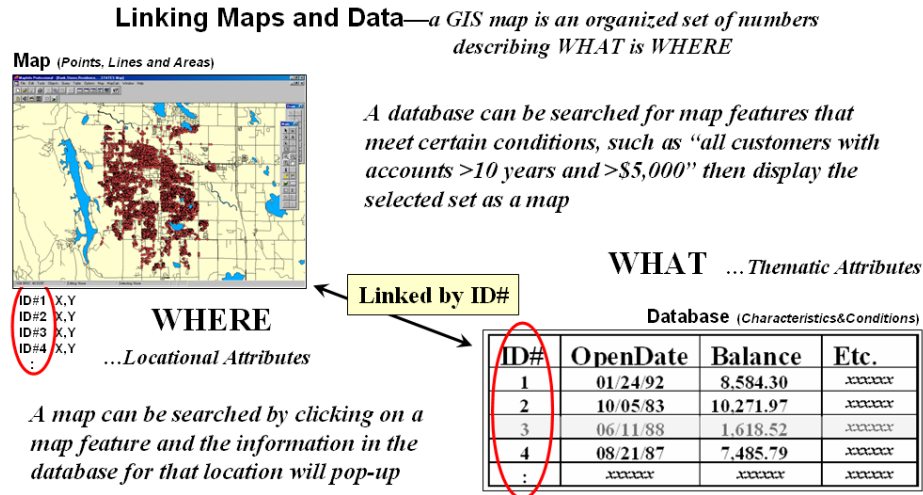 Linking Maps and Data—a GIS map is an organized set of numbers
describing WHAT is WHERE
Map (Points, Lines and Areas)
A database can be searched for map features that
meet certain conditions, such as “all customers with
accounts >10 years and >$5,000” then display the
selected set as a map
WHAT …Thematic Attributes
Linked by ID#
ID#1 X,Y
ID#2 X,Y
ID#3 X,Y
ID#4 X,Y
:
WHERE
…Locational Attributes
Database (Characteristics&Conditions)
ID# OpenDate Balance Etc.
1 01/24/92 8,584.30 xxxxxx
2 10/05/83 10,271.97 xxxxxx
3 06/11/88 1,618.52 xxxxxx
4 08/21/87 7,485.79 xxxxxx
: xxxxxx xxxxxx xxxxxx
A map can be searched by clicking on a
map feature and the information in the
database for that location will pop-up